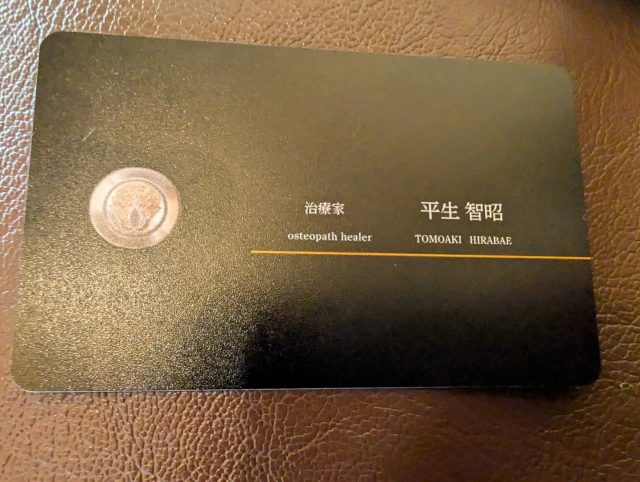 治療家 平生 智昭
osteopath healer TOMOAKI HIRABAE